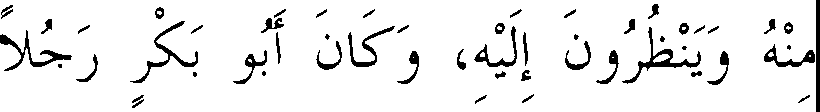 مِنْهُ وَيَنْظُرُونَ إِلَيْهِ، وَكَانَ أَبُو بَكْرٍ رَجُلاً